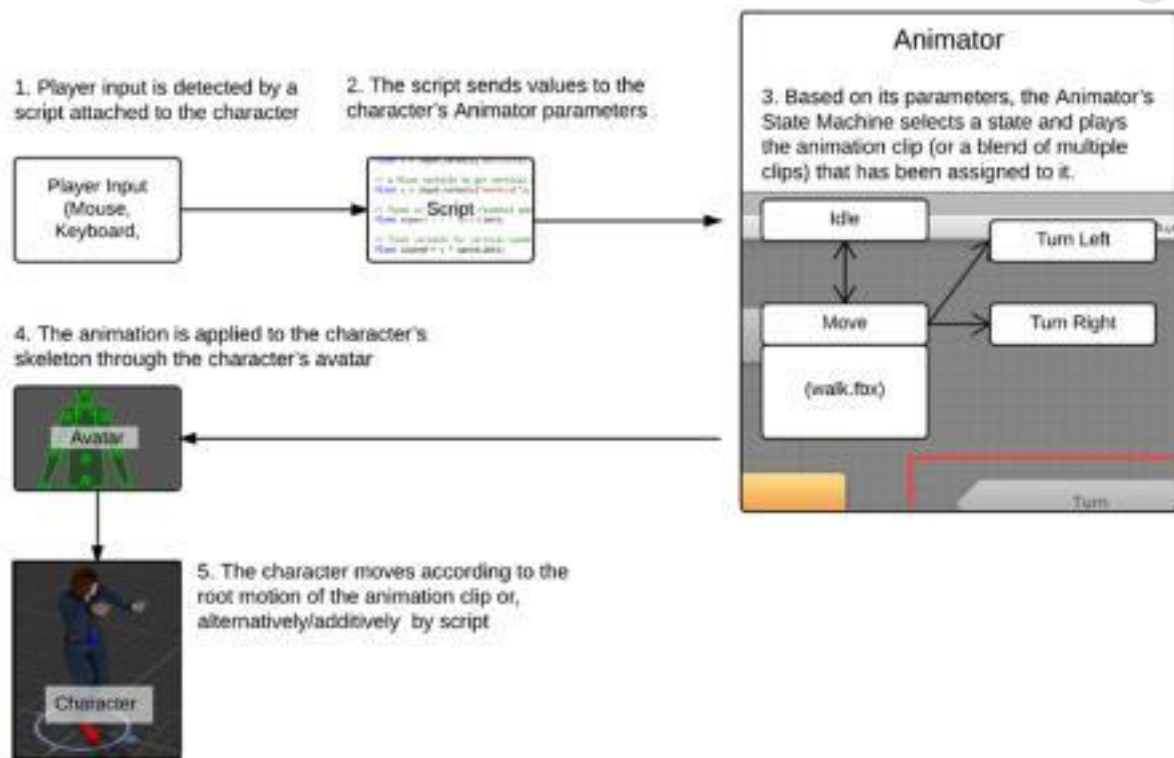 Animator
1. Player input is detected by a
script attached to the character
2. The script sends values to the
character's Animator parameters
3. Based on its parameters, the Animator's
State Machine selects a state and plays
the animation clip (or a blend of multiple
clips) that has been assigned to it.
Player Input
(Mouse,
Keyboard,
Script
Idle
Turn Left
Move
Turn Right
(walk.fbx)
Turn
4. The animation is applied to the character's
skeleton through the character's avatar
Avatar
5. The character moves according to the
root motion of the animation clip or,
alternatively/additively by script
Character